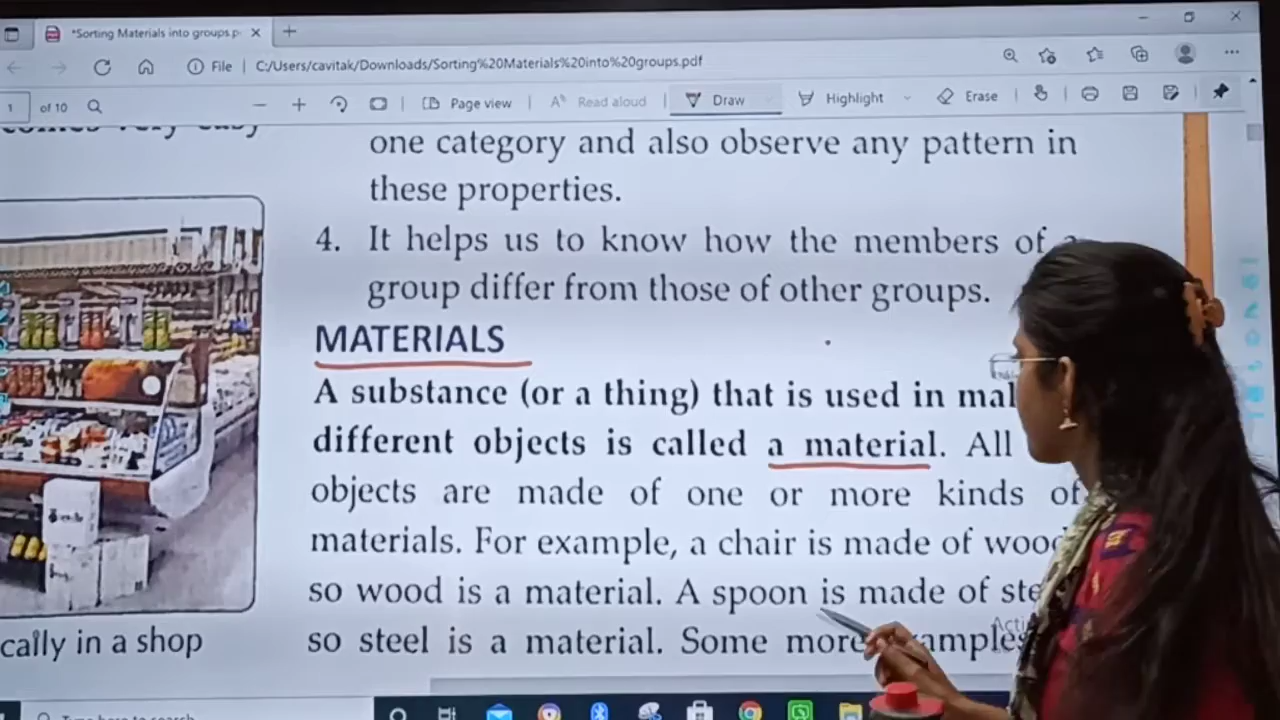 *Sorting Materials into groups.p
File | C:/Users/cavitak/Downloads/Sorting%20Materials%20into%20groups.pdf
1 of 10
Page view
Read aloud
Draw
Highlight
Erase
one category and also observe any pattern in
these properties.
4. It helps us to know how the members of a
group differ from those of other groups.
MATERIALS
A substance (or a thing) that is used in
different objects is called a material. All
objects are made of one or more kinds of
materials. For example, a chair is made of wood
so wood is a material. A spoon is made of
so steel is a material. Some more
cally in a shop
Type here to search